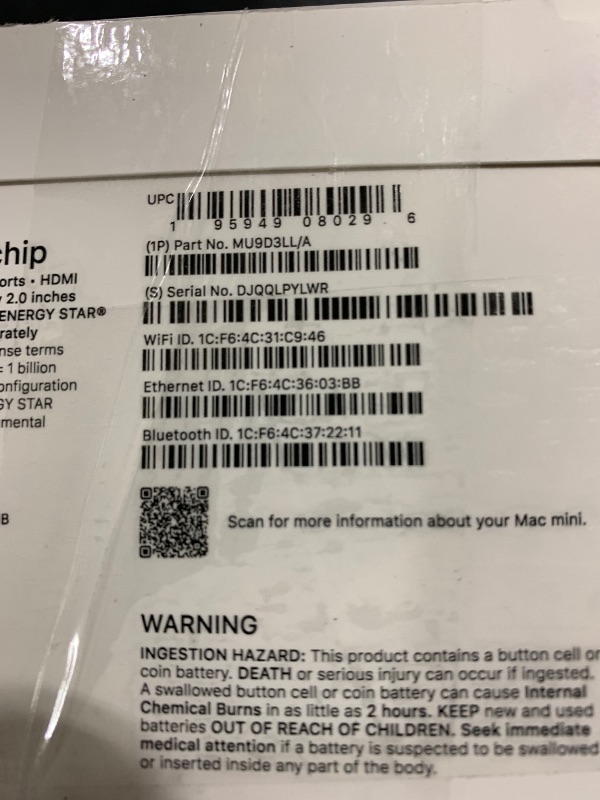 UPC
1 95949 08029 6
(1P) Part No. MU9D3LL/A
(S) Serial No. DJQQLPYLWR
WiFi ID. 1C:F6:4C:31:C9:46
Ethernet ID. 1C:F6:4C:36:03:BB
Bluetooth ID. 1C:F6:4C:37:22:11
chip
orts • HDMI
y 2.0 inches
ENERGY STAR®
rately
nse terms
= 1 billion
onfiguration
GY STAR
mental
B
Scan for more information about your Mac mini.
WARNING
INGESTION HAZARD: This product contains a button cell or
coin battery. DEATH or serious injury can occur if ingested.
A swallowed button cell or coin battery can cause Internal
Chemical Burns in as little as 2 hours. KEEP new and used
batteries OUT OF REACH OF CHILDREN. Seek immediate
medical attention if a battery is suspected to be swallowed
or inserted inside any part of the body.